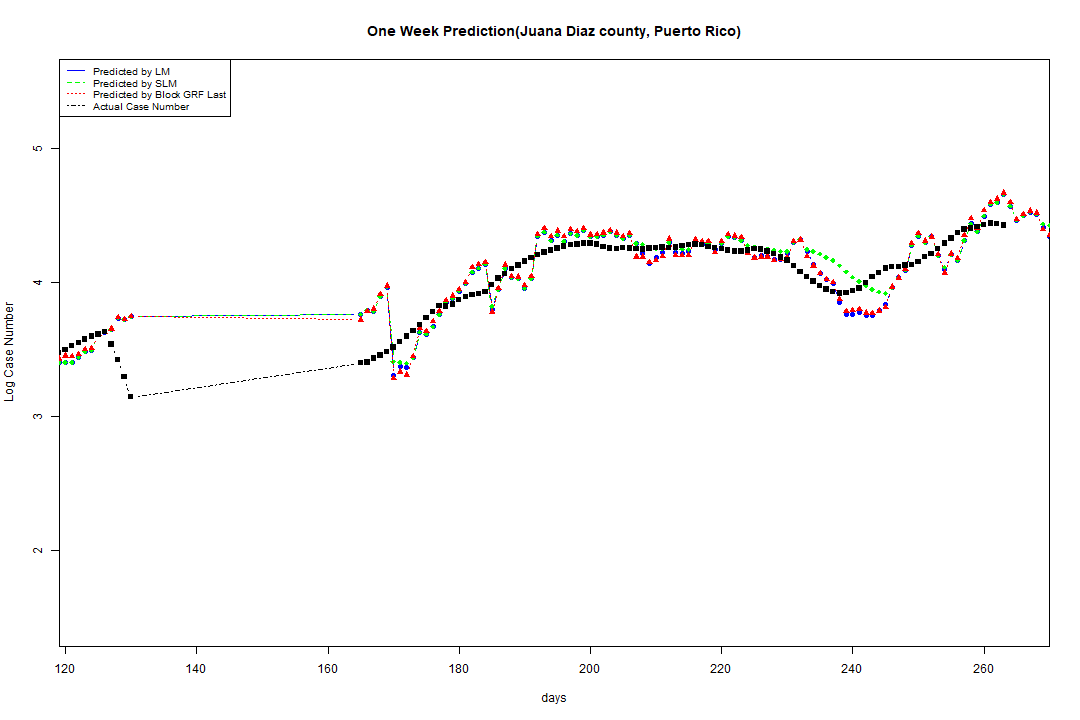 One Week Prediction(Juana Diaz county, Puerto Rico)
Predicted by LM
Predicted by SLM
Predicted by Block GRF Last
Actual Case Number
5
4
3
2
Log Case Number
120 140 160 180 200 220 240 260
days